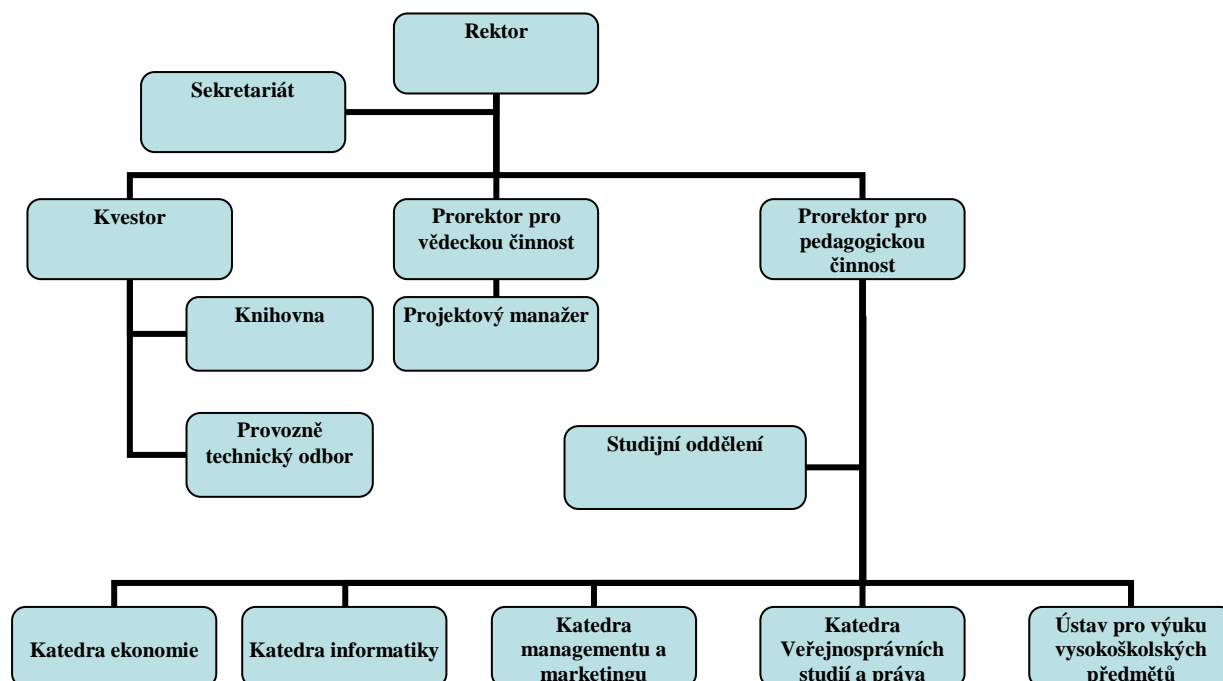 Rektor
Sekretariát
Kvestor
Prorektor pro
vědeckou činnost
Prorektor pro
pedagogickou
činnost
Knihovna
Projektový manažer
Provozně
technický odbor
Studijní oddělení
Katedra ekonomie
Katedra informatiky
Katedra
managementu a
marketingu
Katedra
Veřejnosprávních
studií a práva
Ústav pro výuku
vysokoškolských
předmětů